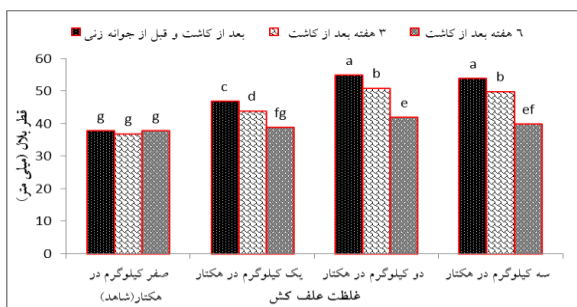 بعد از کاشت و قبل از جوانه زنی ۳ هفته بعد از کاشت ۶ هفته بعد از کاشت
قطر بلال (میلی متر)
60
50
40
30
20
10
0
g g g c d fg a b e a b ef
صفر کیلوگرم در هکتار(شاهد) یک کیلوگرم در هکتار دو کیلوگرم در هکتار سه کیلوگرم در هکتار
غلظت علف کش